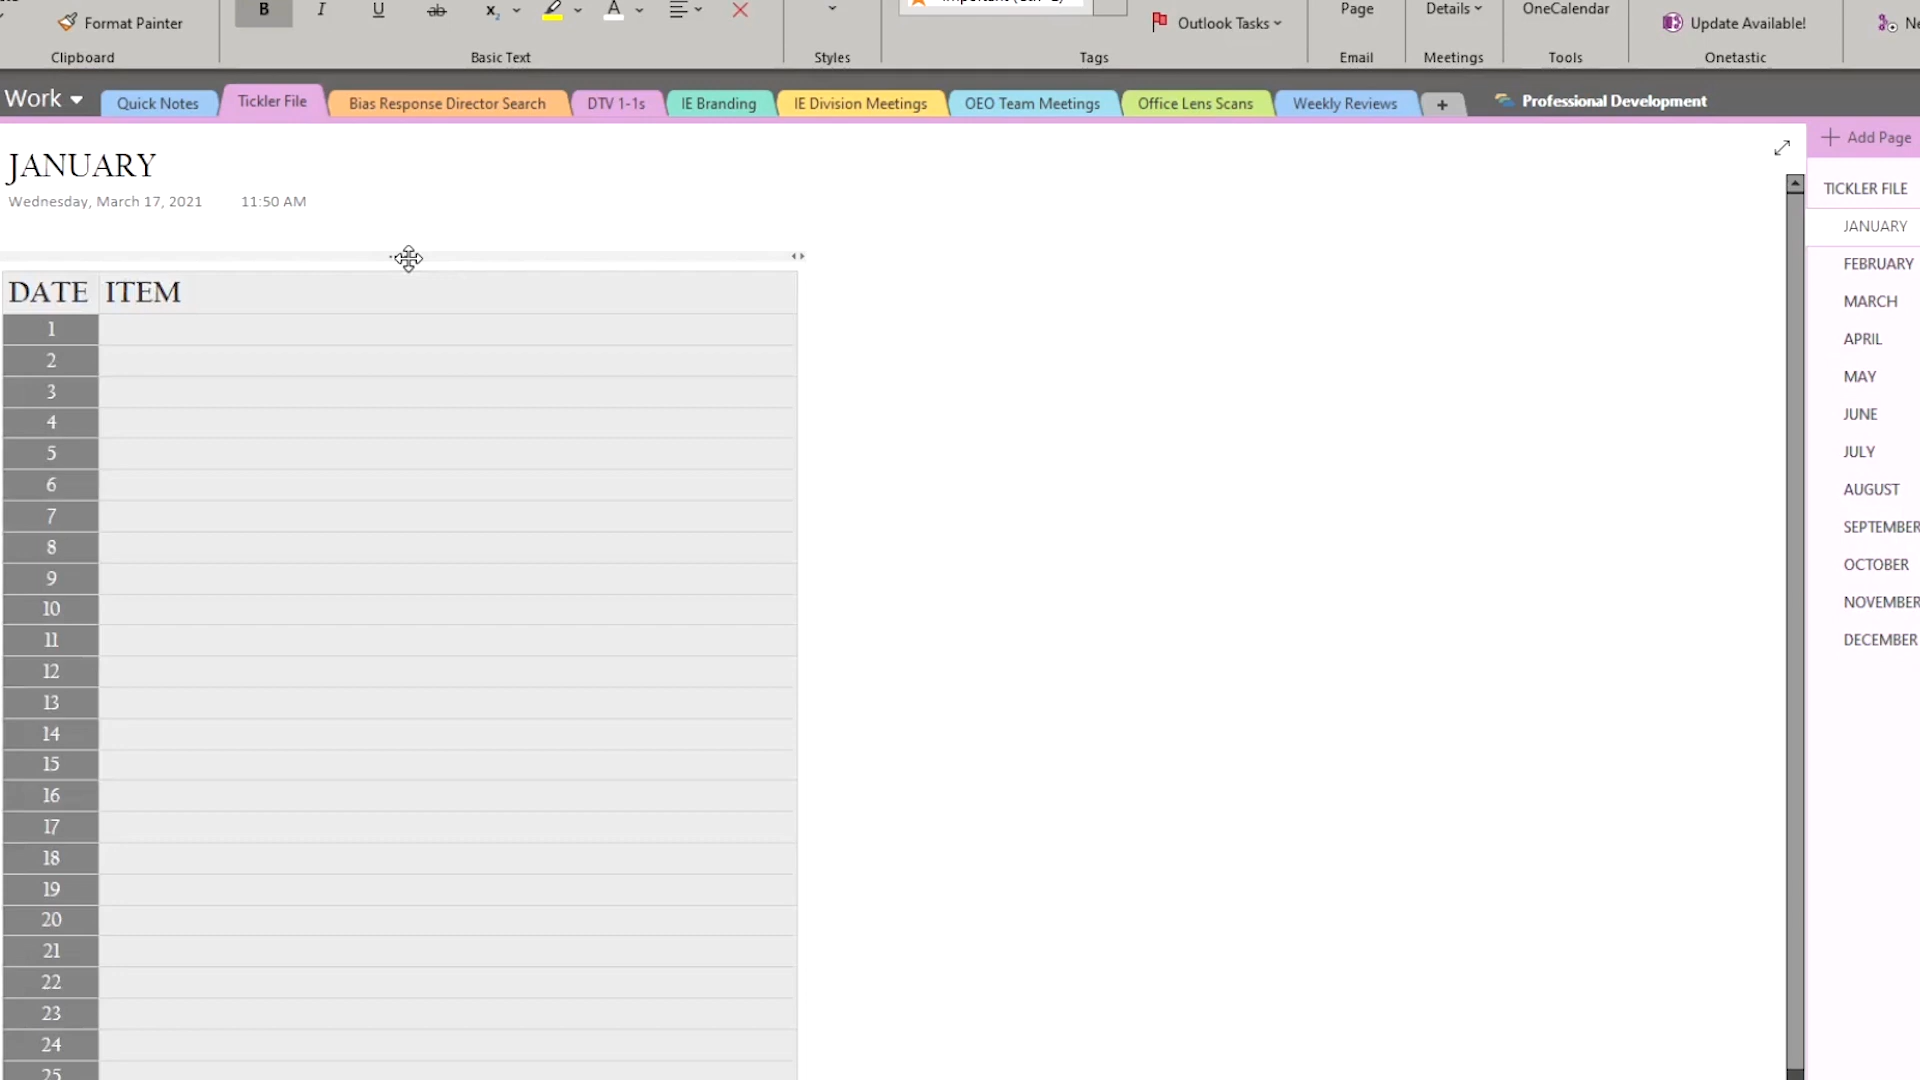 Format Painter
B I U ab x A
Page
Details
OneCalendar
Outlook Tasks
Update Available!
Clipboard
Basic Text
Styles
Tags
Email
Meetings
Tools
Onetastic
Work
Quick Notes
Tickler File
Bias Response Director Search
DTV 1-1s
IE Branding
IE Division Meetings
OEO Team Meetings
Office Lens Scans
Weekly Reviews
+
Professional Development
JANUARY
Wednesday, March 17, 2021 11:50 AM
DATE ITEM
1
2
3
4
5
6
7
8
9
10
11
12
13
14
15
16
17
18
19
20
21
22
23
24
25
Add Page
TICKLER FILE
JANUARY
FEBRUARY
MARCH
APRIL
MAY
JUNE
JULY
AUGUST
SEPTEMBER
OCTOBER
NOVEMBER
DECEMBER